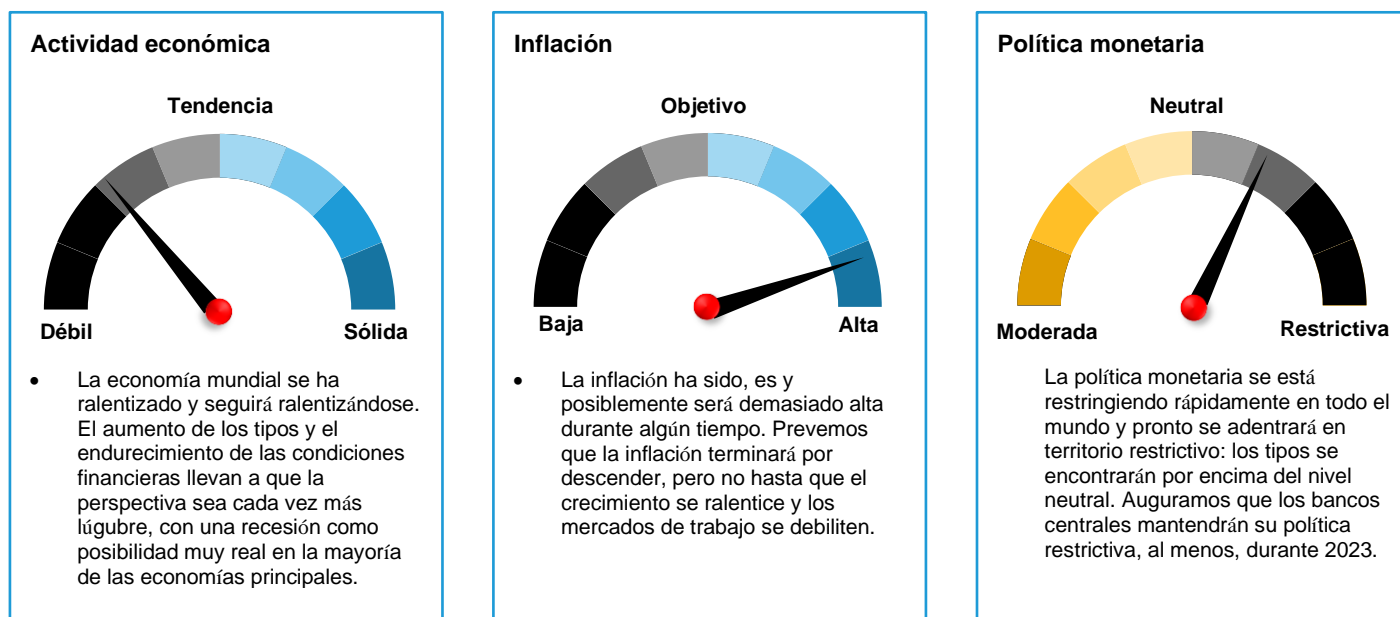 Actividad económica
Tendencia
Débil
Sólida
• La economía mundial se ha
ralentizado y seguirá ralentizándose.
El aumento de los tipos y el
endurecimiento de las condiciones
financieras llevan a que la
perspectiva sea cada vez más
lúgubre, con una recesión como
posibilidad muy real en la mayoría
de las economías principales.
Inflación
Objetivo
Baja
Alta
• La inflación ha sido, es y
posiblemente será demasiado alta
durante algún tiempo. Prevemos
que la inflación terminará por
descender, pero no hasta que el
crecimiento se ralentice y los
mercados de trabajo se debiliten.
Política monetaria
Neutral
Moderada
Restrictiva
La política monetaria se está
restringiendo rápidamente en todo el
mundo y pronto se adentrará en
territorio restrictivo: los tipos se
encontrarán por encima del nivel
neutral. Auguramos que los bancos
centrales mantendrán su política
restrictiva, al menos, durante 2023.